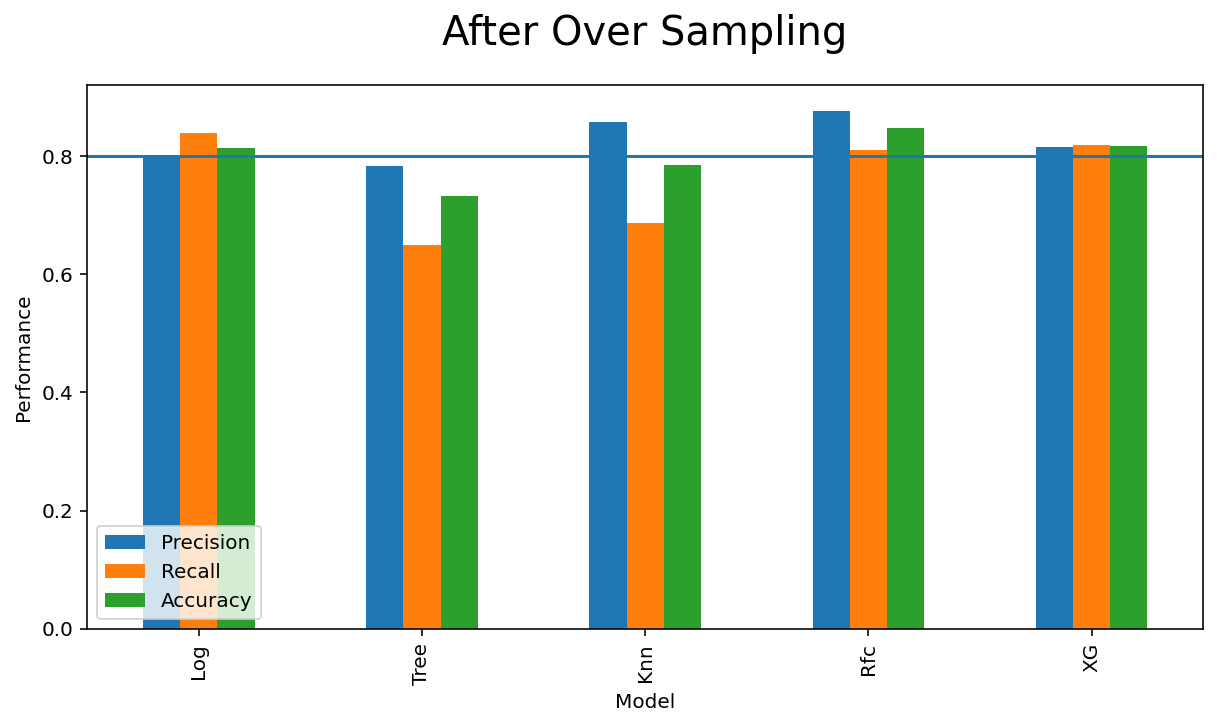 After Over Sampling
Performance
0.8
0.6
0.4
0.2
0.0
Precision
Recall
Accuracy
Log
Tree
Knn
Rfc
XG
Model